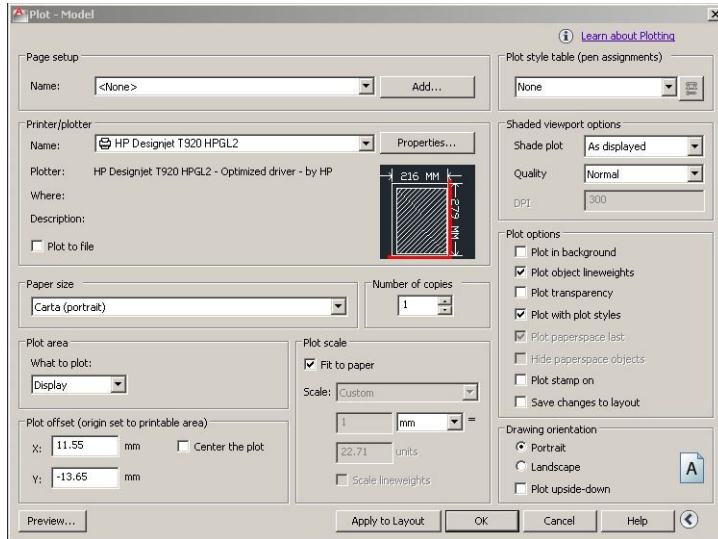 Plot - Model
Learn about Plotting
Page setup
Name: <None> Add...
Plot style table (pen assignments)
None
Printer/plotter
Name: HP Designjet T920 HPGL2 Properties...
Plotter: HP Designjet T920 HPGL2 - Optimized driver - by HP
Where:
Description:
Plot to file
216 MM
279 MM
Shaded viewport options
Shade plot As displayed
Quality Normal
DPI 300
Paper size
Carta (portrait)
Number of copies
1
Plot options
Plot in background
Plot object lineweights
Plot transparency
Plot with plot styles
Plot paperspace last
Hide paperspace objects
Plot stamp on
Save changes to layout
Plot area
What to plot:
Display
Plot scale
Fit to paper
Scale: Custom
1 mm =
22.71 units
Scale lineweights
Plot offset (origin set to printable area)
X: 11.55 mm Center the plot
Y: -13.65 mm
Drawing orientation
Portrait
Landscape
Plot upside-down
A
Preview... Apply to Layout OK Cancel Help